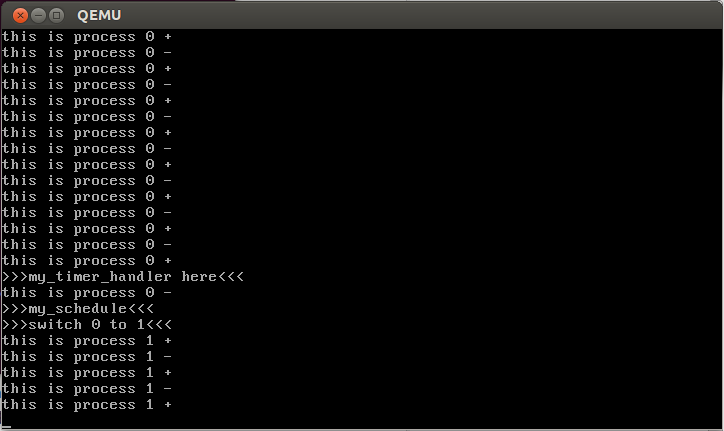 QEMU
this is process 0 +
this is process 0 -
this is process 0 +
this is process 0 -
this is process 0 +
this is process 0 -
this is process 0 +
this is process 0 -
this is process 0 +
this is process 0 -
this is process 0 +
this is process 0 -
this is process 0 +
this is process 0 -
this is process 0 +
>>>my_timer_handler here<<<
this is process 0 -
>>>my_schedule<<<
>>>switch 0 to 1<<<
this is process 1 +
this is process 1 -
this is process 1 +
this is process 1 -
this is process 1 +